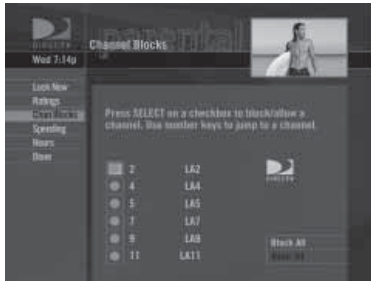 DIRECTV
Wed 7:14p
parental
Channel Blocks
Lock Now
Ratings
Chan Blocks
Spending
Hours
Done
Press SELECT on a checkbox to block/allow a
channel. Use number keys to jump to a channel.
2 LA2
4 LA4
5 LA5
7 LA7
9 LA9
11 LA11
DIRECTV
Block All